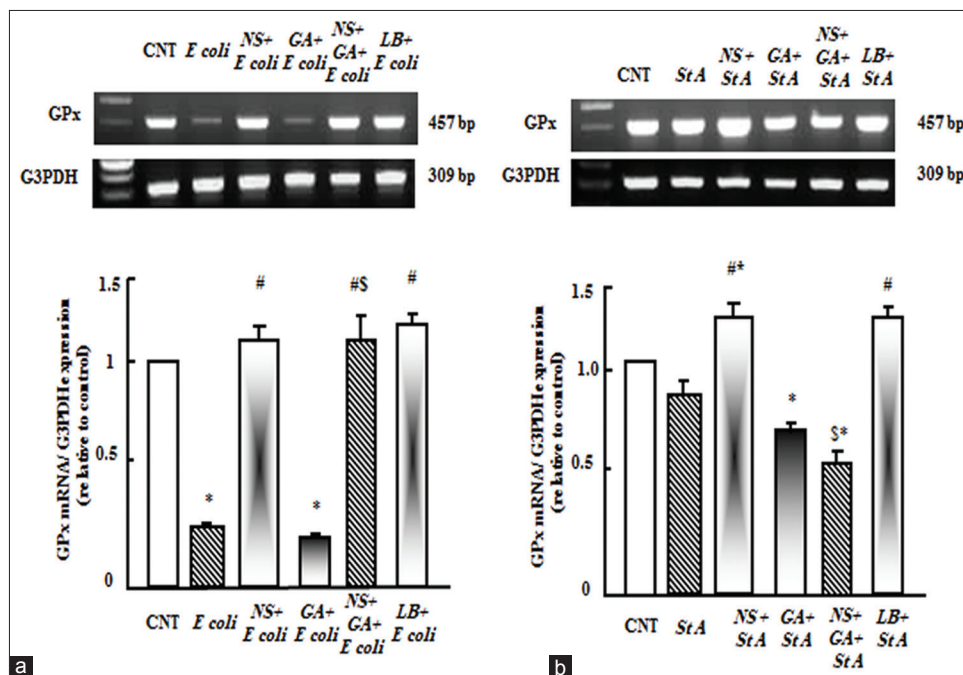 CNT E coli NS+ E coli GA+ E coli NS+ GA+ E coli LB+ E coli
GPx 457 bp
G3PDH 309 bp
GPx mRNA/ G3PDH expression
(relative to control)
1.5
1
0.5
0
#
#$
#
*
*
CNT E coli NS+ E coli GA+ E coli NS+ GA+ E coli LB+ E coli
a
CNT StA NS+ StA GA+ StA NS+ GA+ StA LB+ StA
GPx 457 bp
G3PDH 309 bp
GPx mRNA/ G3PDH expression
(relative to control)
1.5
1.0
0.5
0
#*
#
*
$*
CNT StA NS+ StA GA+ StA NS+ GA+ StA LB+ StA
b